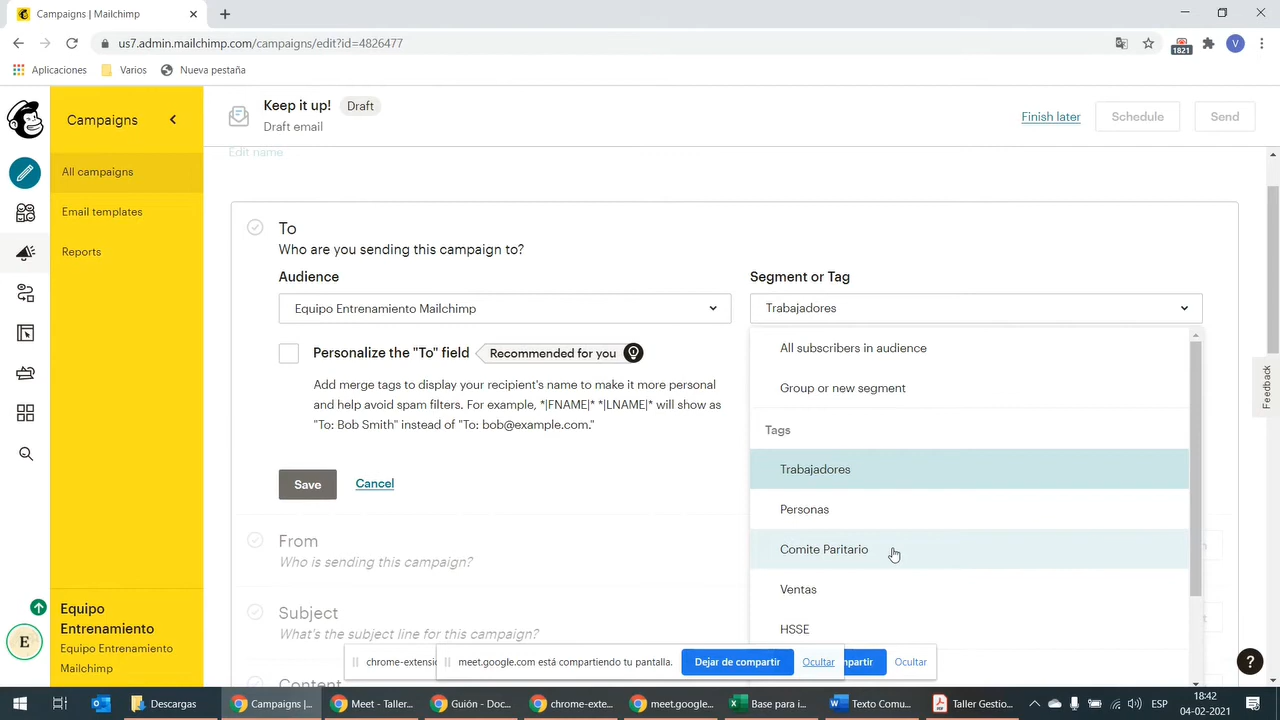 Campaigns | Mailchimp
us7.admin.mailchimp.com/campaigns/edit?id=4826477
1821
V
Aplicaciones
Varios
Nueva pestaña
Campaigns
All campaigns
Email templates
Reports
Keep it up!
Draft
Draft email
Finish later
Schedule
Send
Edit name
To
Who are you sending this campaign to?
Audience
Segment or Tag
Equipo Entrenamiento Mailchimp
Trabajadores
Personalize the "To" field
Recommended for you
Add merge tags to display your recipient's name to make it more personal
and help avoid spam filters. For example, *|FNAME|* *|LNAME|* will show as
"To: Bob Smith" instead of "To: bob@example.com."
Save
Cancel
All subscribers in audience
Group or new segment
Tags
Trabajadores
Personas
Comite Paritario
Ventas
HSSE
From
Who is sending this campaign?
Subject
What's the subject line for this campaign?
Content
Feedback
E
Equipo
Entrenamiento
Equipo Entrenamiento
Mailchimp
chrome-extensio
meet.google.com está compartiendo tu pantalla.
Dejar de compartir
Ocultar
partir
Ocultar
?
Descargas
Campaigns |...
Meet - Taller...
Guión - Doc...
chrome-exte...
meet.google...
Base para i...
Texto Comu...
Taller Gestio...
ESP
18:42
04-02-2021